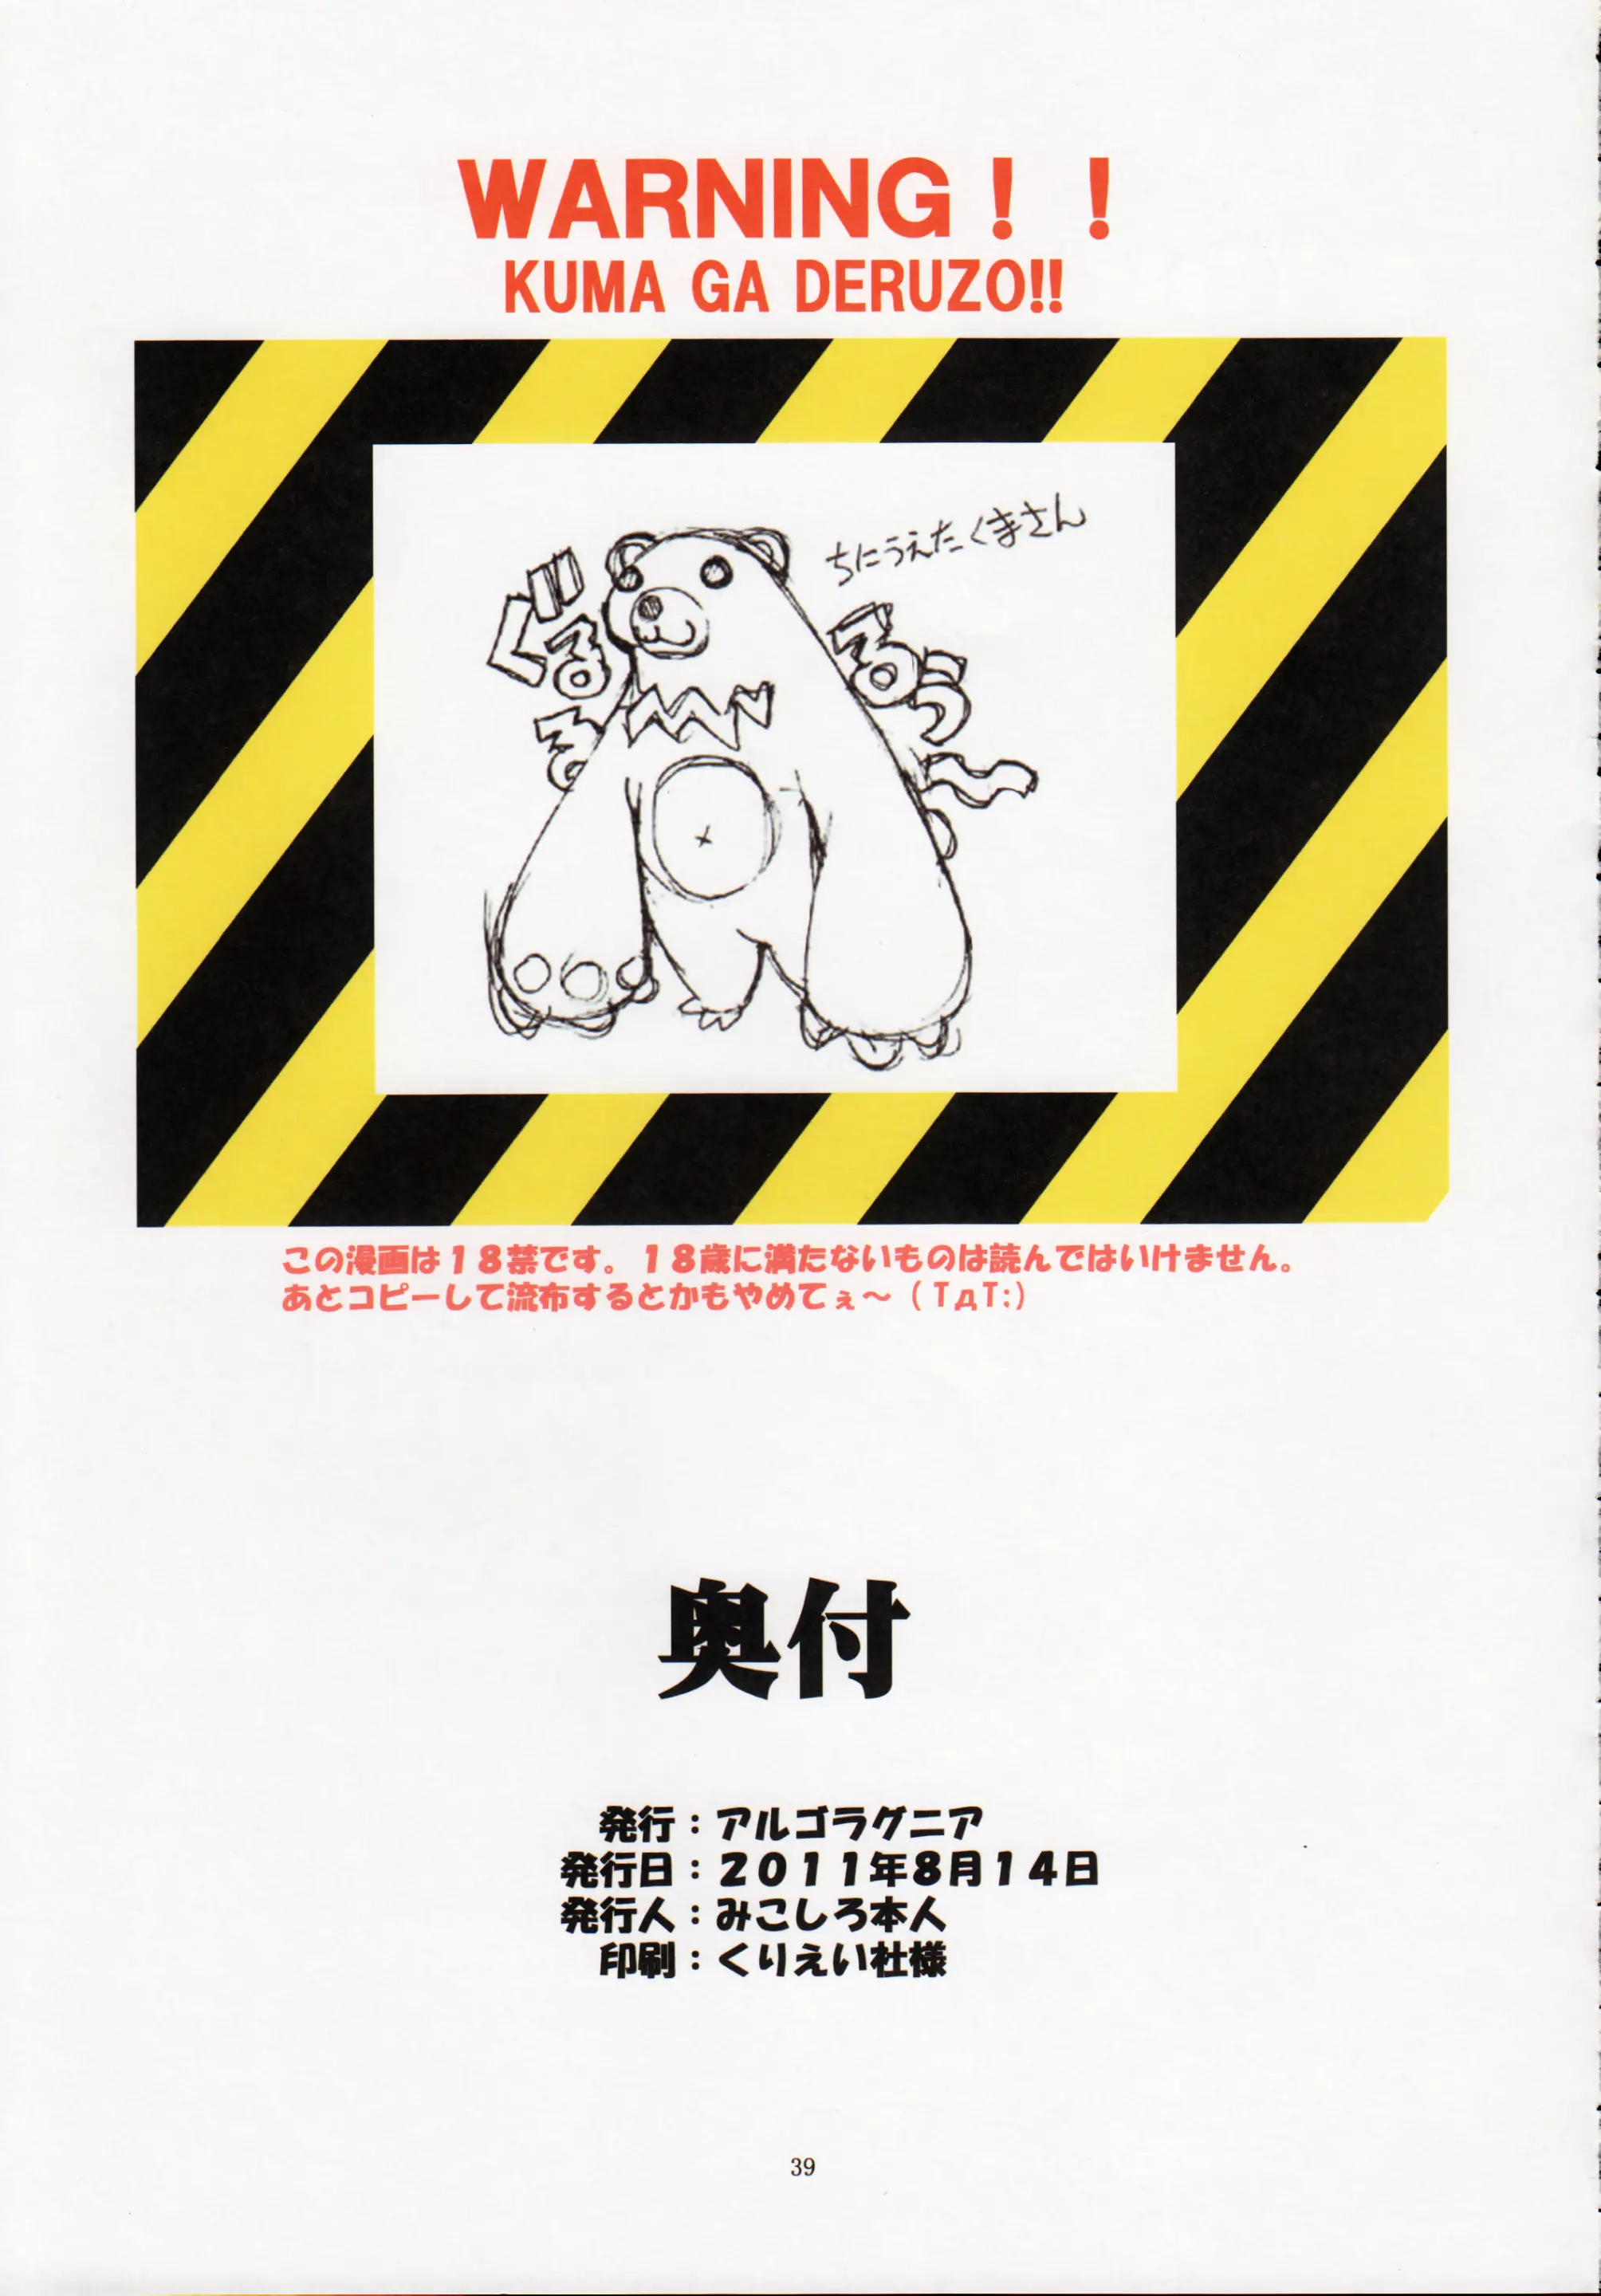 WARNING！！
KUMA GA DERUZO!!
ちにうえたくまさん
ぐるる
るぅ～
この漫画は１８禁です。１８歳に満たないものは読んではいけません。
あとコピーして流布するとかもやめてぇ～（TдT;）
奥付
発行：アルゴラグニア
発行日：２０１１年８月１４日
発行人：みこしろ本人
印刷：くりえい社様
39